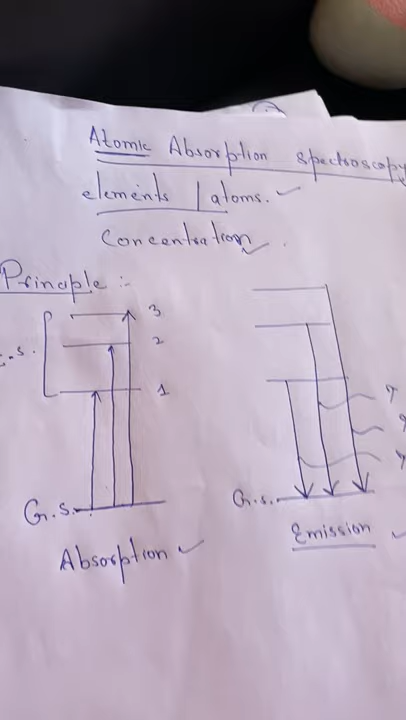 Atomic Absorption Spectroscopy
elements / atoms.
Concentration.
Principle :-
3
2
1
G.S.
Absorption
G.S.
Emission